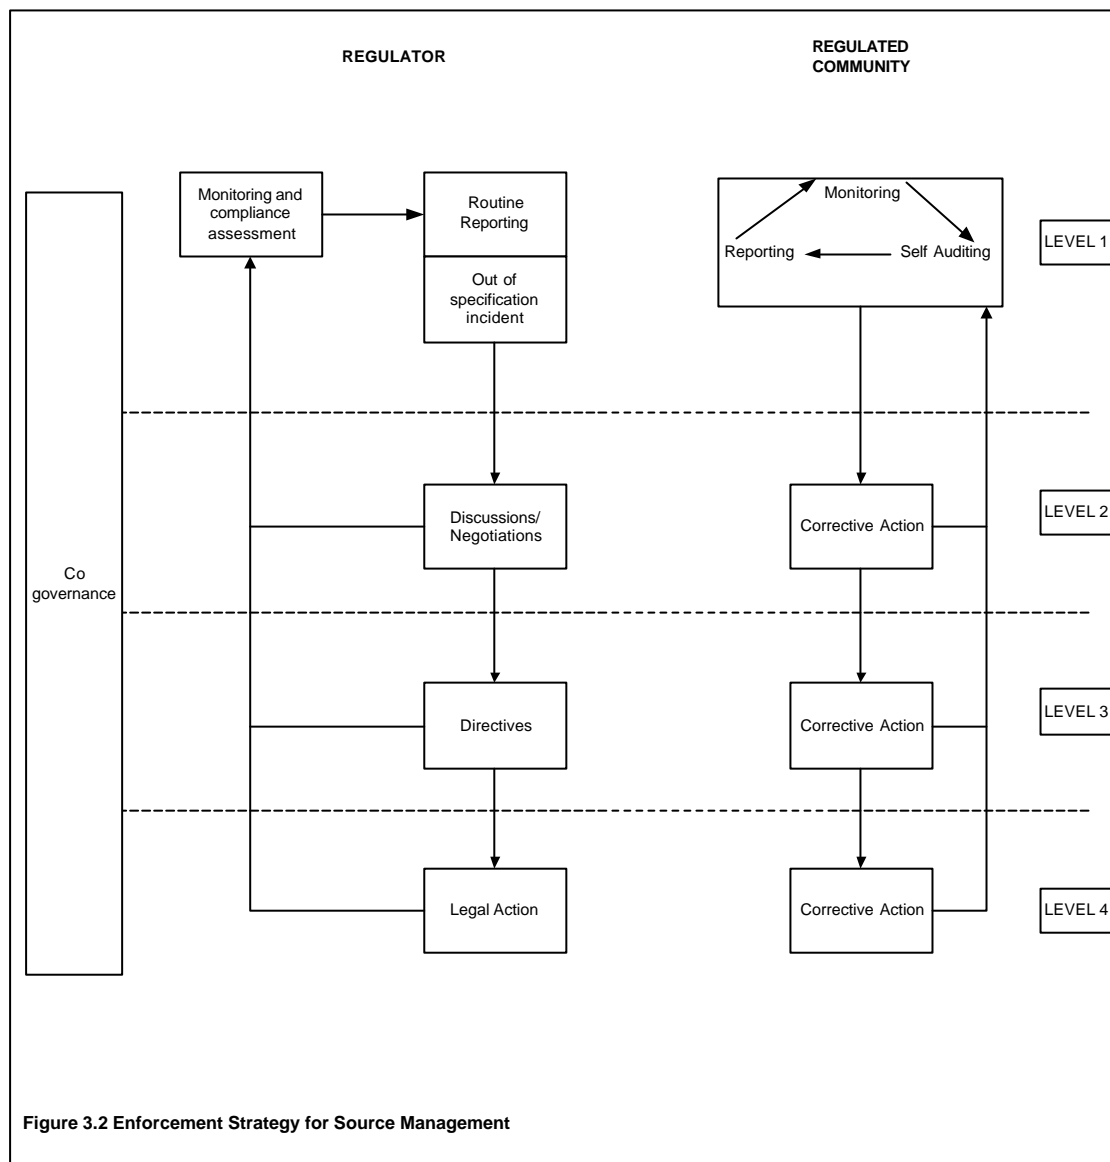 REGULATOR
REGULATED
COMMUNITY
Monitoring and
compliance
assessment
Routine
Reporting
Out of
specification
incident
Monitoring
Reporting
Self Auditing
LEVEL 1
Co
governance
Discussions/
Negotiations
Corrective Action
LEVEL 2
Directives
Corrective Action
LEVEL 3
Legal Action
Corrective Action
LEVEL 4
Figure 3.2 Enforcement Strategy for Source Management